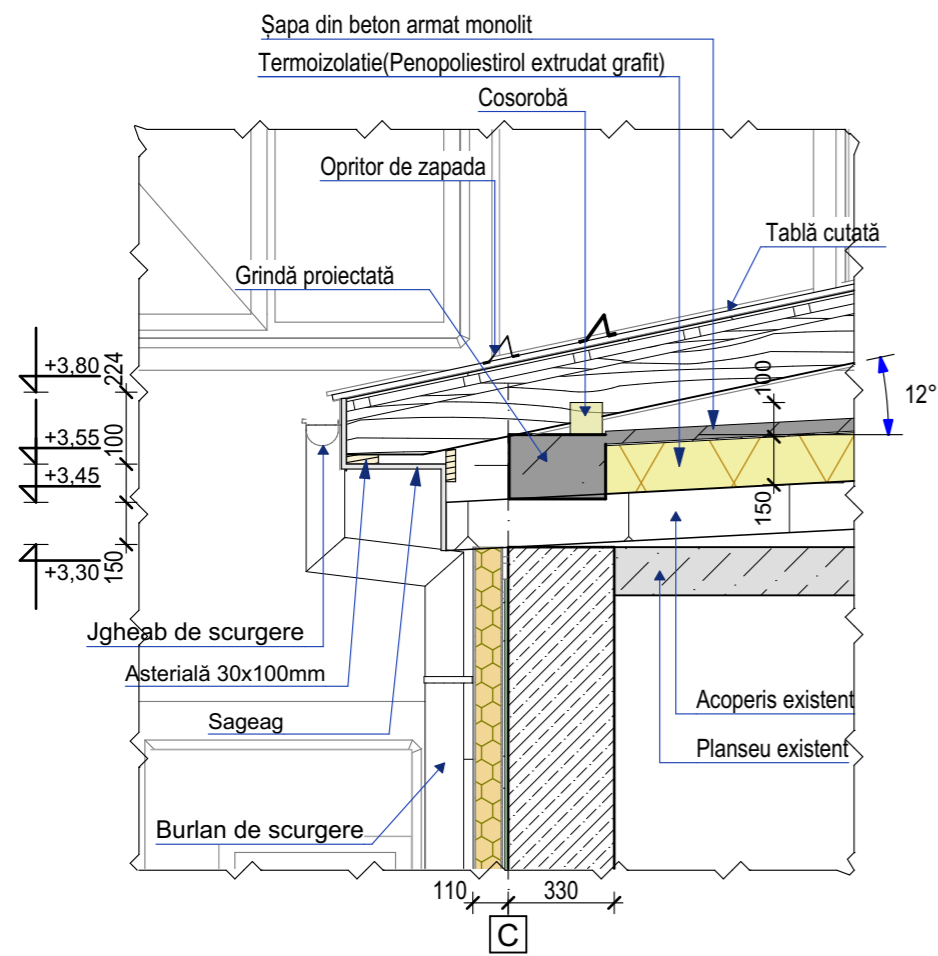 Șapa din beton armat monolit
Termoizolatie(Penopoliestirol extrudat grafit)
Cosorobă
Opritor de zapada
Tablă cutată
Grindă proiectată
+3,80
224
100
12°
+3,55
100
+3,45
150
150
+3,30
Jgheab de scurgere
Asterială 30x100mm
Acoperis existent
Sageag
Planseu existent
Burlan de scurgere
110
330
C